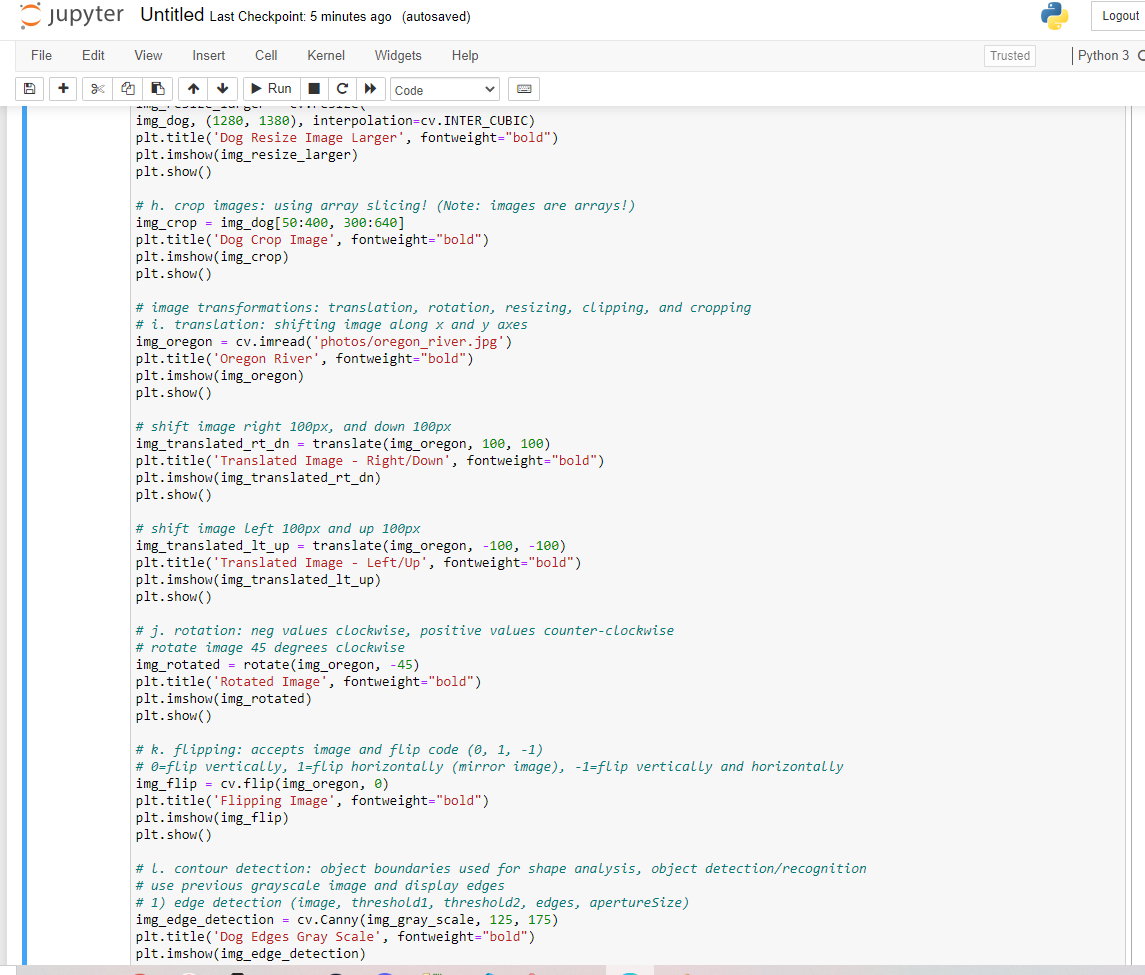 jupyter Untitled Last Checkpoint: 5 minutes ago (autosaved) Logout
File Edit View Insert Cell Kernel Widgets Help Trusted Python 3
Run Code
img_resize_larger = cv.resize(
img_dog, (1280, 1380), interpolation=cv.INTER_CUBIC)
plt.title('Dog Resize Image Larger', fontweight="bold")
plt.imshow(img_resize_larger)
plt.show()

# h. crop images: using array slicing! (Note: images are arrays!)
img_crop = img_dog[50:400, 300:640]
plt.title('Dog Crop Image', fontweight="bold")
plt.imshow(img_crop)
plt.show()

# image transformations: translation, rotation, resizing, clipping, and cropping
# i. translation: shifting image along x and y axes
img_oregon = cv.imread('photos/oregon_river.jpg')
plt.title('Oregon River', fontweight="bold")
plt.imshow(img_oregon)
plt.show()

# shift image right 100px, and down 100px
img_translated_rt_dn = translate(img_oregon, 100, 100)
plt.title('Translated Image - Right/Down', fontweight="bold")
plt.imshow(img_translated_rt_dn)
plt.show()

# shift image left 100px and up 100px
img_translated_lt_up = translate(img_oregon, -100, -100)
plt.title('Translated Image - Left/Up', fontweight="bold")
plt.imshow(img_translated_lt_up)
plt.show()

# j. rotation: neg values clockwise, positive values counter-clockwise
# rotate image 45 degrees clockwise
img_rotated = rotate(img_oregon, -45)
plt.title('Rotated Image', fontweight="bold")
plt.imshow(img_rotated)
plt.show()

# k. flipping: accepts image and flip code (0, 1, -1)
# 0=flip vertically, 1=flip horizontally (mirror image), -1=flip vertically and horizontally
img_flip = cv.flip(img_oregon, 0)
plt.title('Flipping Image', fontweight="bold")
plt.imshow(img_flip)
plt.show()

# l. contour detection: object boundaries used for shape analysis, object detection/recognition
# use previous grayscale image and display edges
# 1) edge detection (image, threshold1, threshold2, edges, apertureSize)
img_edge_detection = cv.Canny(img_gray_scale, 125, 175)
plt.title('Dog Edges Gray Scale', fontweight="bold")
plt.imshow(img_edge_detection)